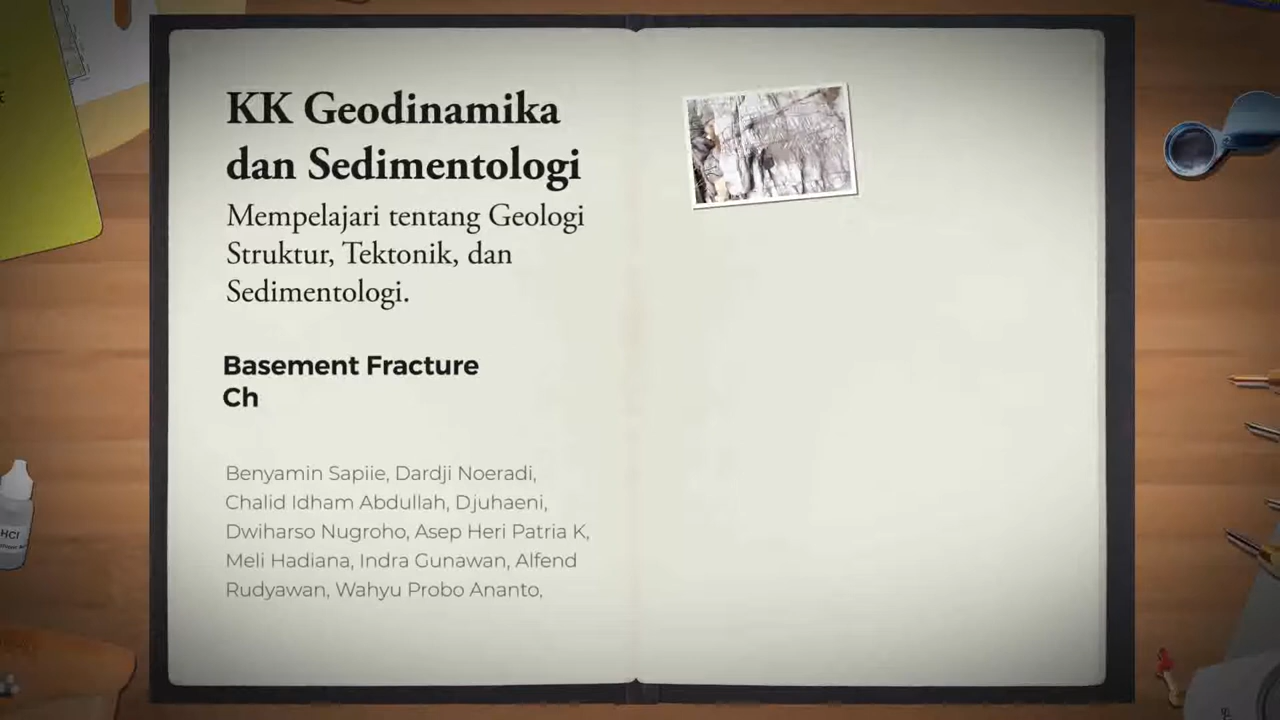 KK Geodinamika
dan Sedimentologi
Mempelajari tentang Geologi
Struktur, Tektonik, dan
Sedimentologi.
Basement Fracture
Ch
Benyamin Sapiie, Dardji Noeradi,
Chalid Idham Abdullah, Djuhaeni,
Dwiharso Nugroho, Asep Heri Patria K,
Meli Hadiana, Indra Gunawan, Alfend
Rudyawan, Wahyu Probo Ananto,
HCl